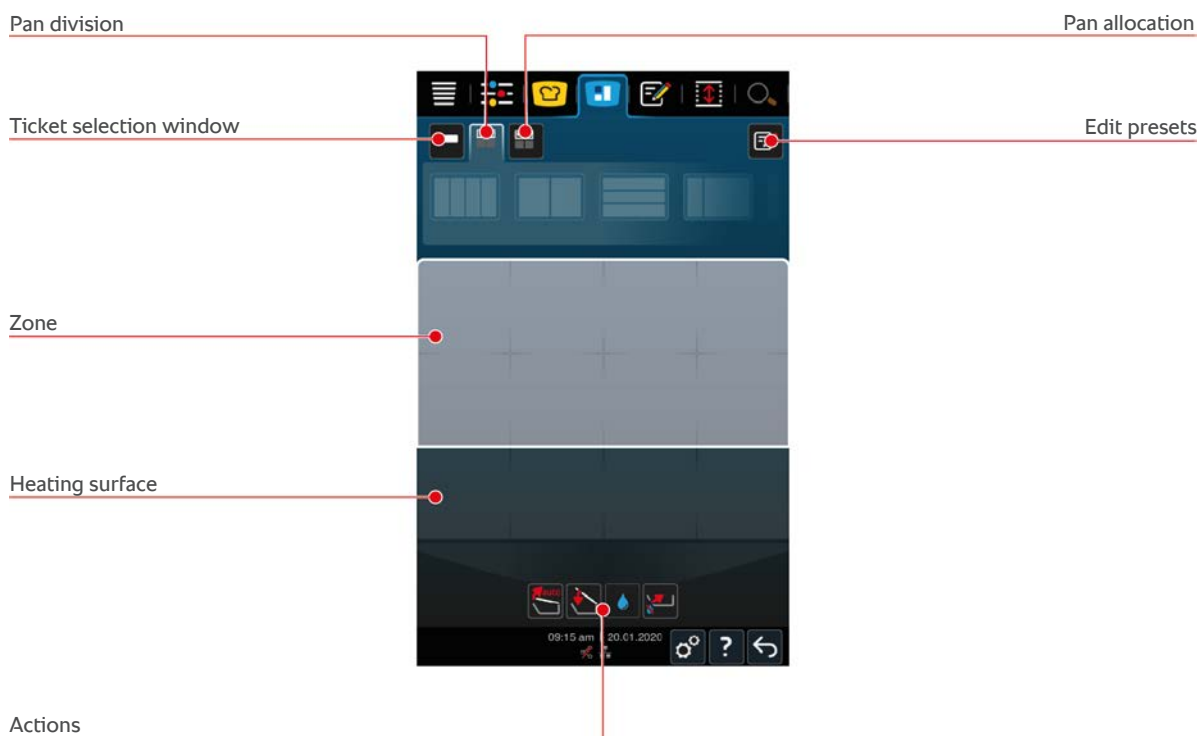 Pan division
Pan allocation
Ticket selection window
Edit presets
Zone
Heating surface
auto
09:15 am
20.01.2020
?
Actions